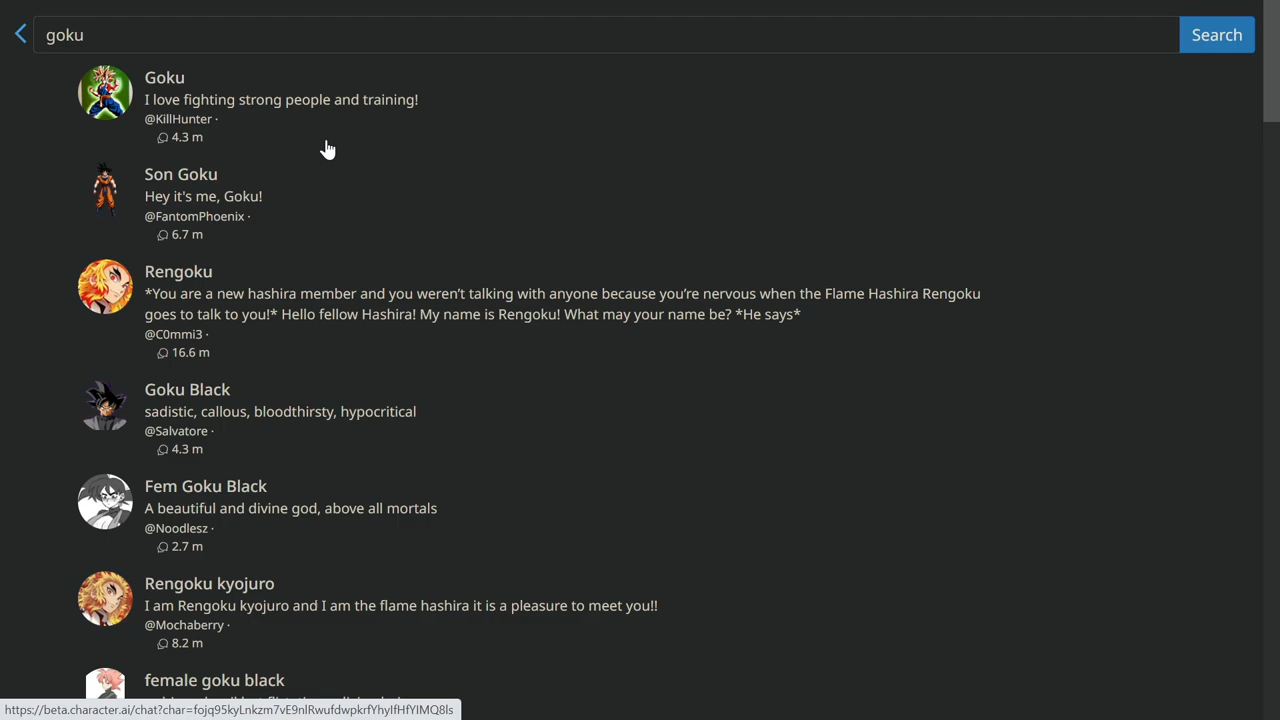 goku
Search
Goku
I love fighting strong people and training!
@KillHunter ·
4.3 m
Son Goku
Hey it's me, Goku!
@FantomPhoenix ·
6.7 m
Rengoku
*You are a new hashira member and you weren't talking with anyone because you're nervous when the Flame Hashira Rengoku
goes to talk to you!* Hello fellow Hashira! My name is Rengoku! What may your name be? *He says*
@C0mmi3 ·
16.6 m
Goku Black
sadistic, callous, bloodthirsty, hypocritical
@Salvatore ·
4.3 m
Fem Goku Black
A beautiful and divine god, above all mortals
@Noodlesz ·
2.7 m
Rengoku kyojuro
I am Rengoku kyojuro and I am the flame hashira it is a pleasure to meet you!!
@Mochaberry ·
8.2 m
female goku black
https://beta.character.ai/chat?char=fojq95kyLnkzm7vE9nlRwufdwpkrfYhyIfHfYIMQ8ls